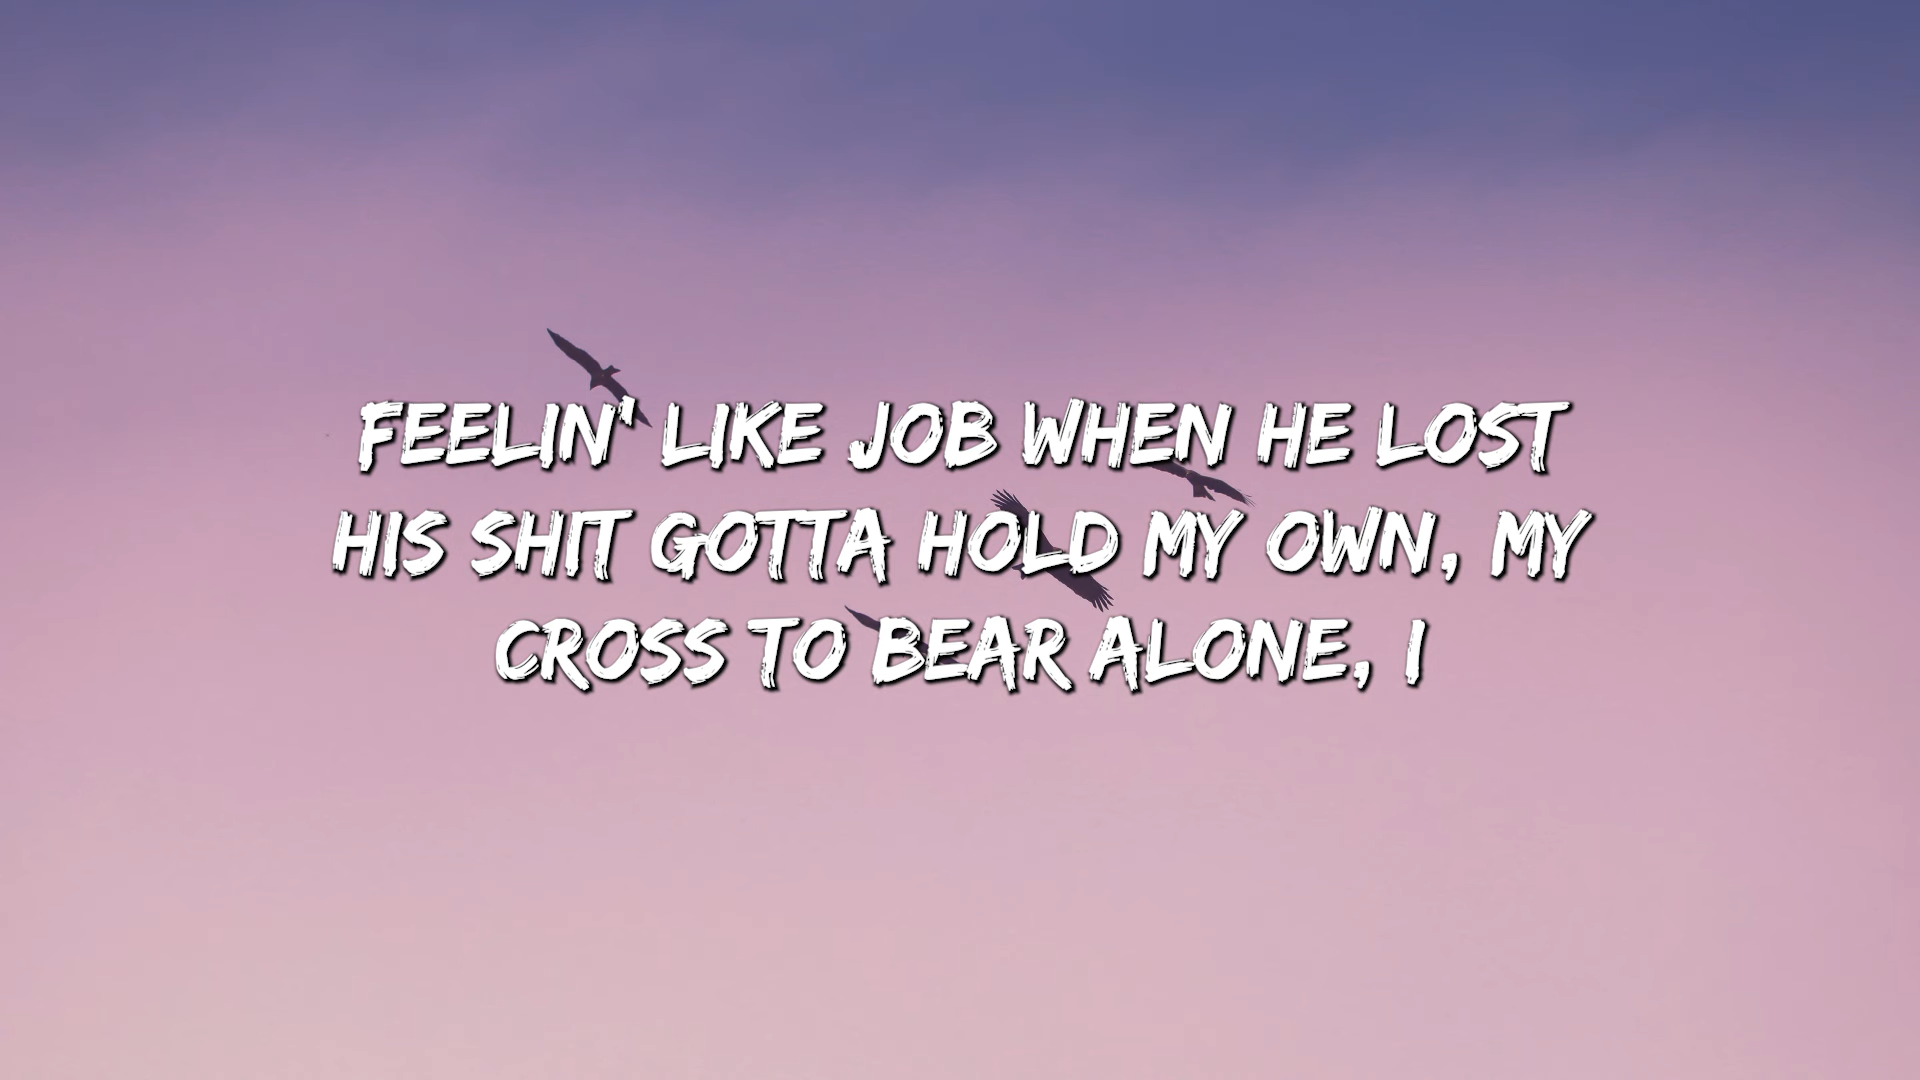 FEELIN' LIKE JOB WHEN HE LOST
HIS SHIT GOTTA HOLD MY OWN, MY
CROSS TO BEAR ALONE, I